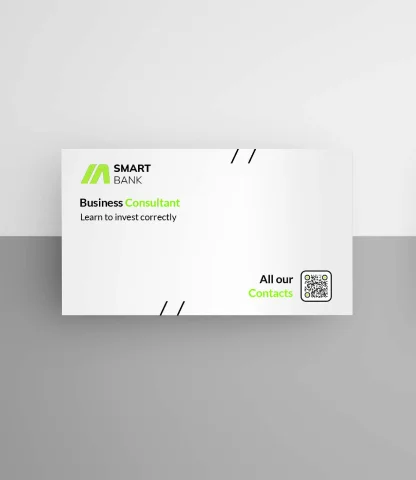 SMART
BANK
Business Consultant
Learn to invest correctly
All our
Contacts